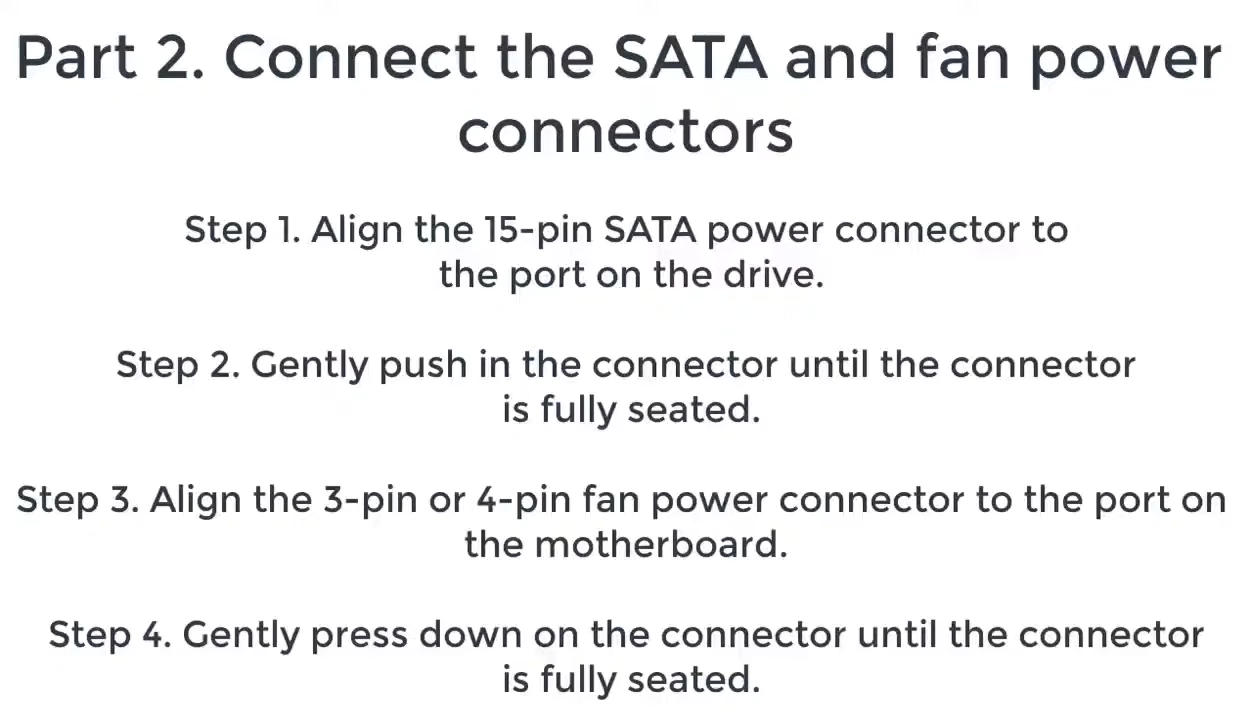 Part 2. Connect the SATA and fan power
connectors
Step 1. Align the 15-pin SATA power connector to
the port on the drive.
Step 2. Gently push in the connector until the connector
is fully seated.
Step 3. Align the 3-pin or 4-pin fan power connector to the port on
the motherboard.
Step 4. Gently press down on the connector until the connector
is fully seated.